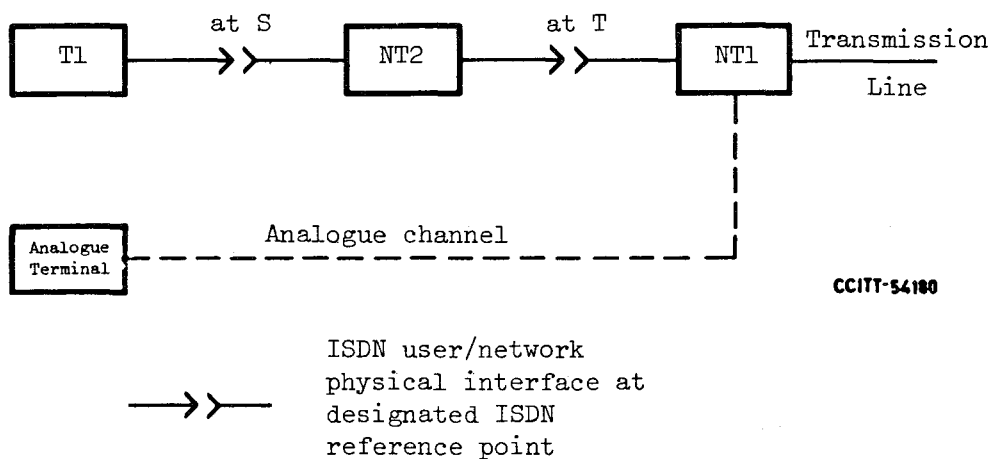 at S
at T
T1
NT2
NT1
Transmission
Line
Analogue
Terminal
Analogue channel
CCITT-54180
ISDN user/network
physical interface at
designated ISDN
reference point